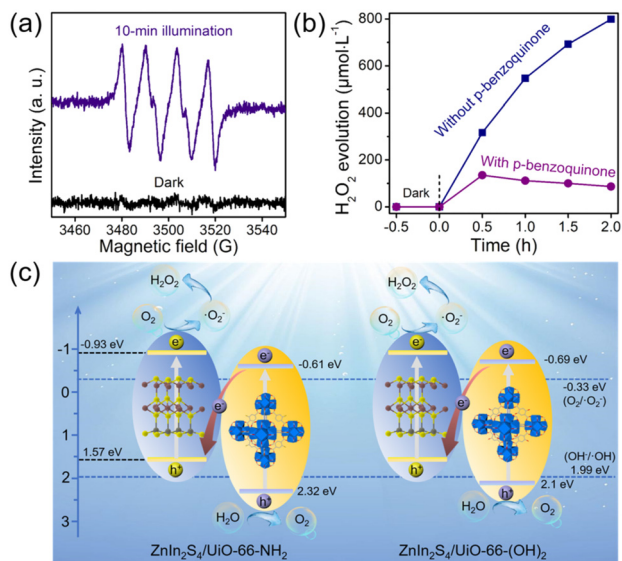 (a)
10-min illumination
Dark
Intensity (a. u.)
3460 3480 3500 3520 3540
Magnetic field (G)
(b)
800
600
400
200
0
H₂O₂ evolution (μmol·L⁻¹)
Without p-benzoquinone
With p-benzoquinone
Dark
-0.5 0.0 0.5 1.0 1.5 2.0
Time (h)
(c)
H₂O₂
O₂
·O₂⁻
H₂O₂
O₂
·O₂⁻
-1
0
1
2
3
-0.93 eV
e⁻
e⁻
-0.61 eV
e⁻
1.57 eV
h⁺
h⁺
2.32 eV
H₂O
O₂
ZnIn₂S₄/UiO-66-NH₂
e⁻
e⁻
-0.69 eV
-0.33 eV
(O₂/·O₂⁻)
e⁻
(OH⁻/·OH)
1.99 eV
h⁺
h⁺
2.1 eV
H₂O
O₂
ZnIn₂S₄/UiO-66-(OH)₂